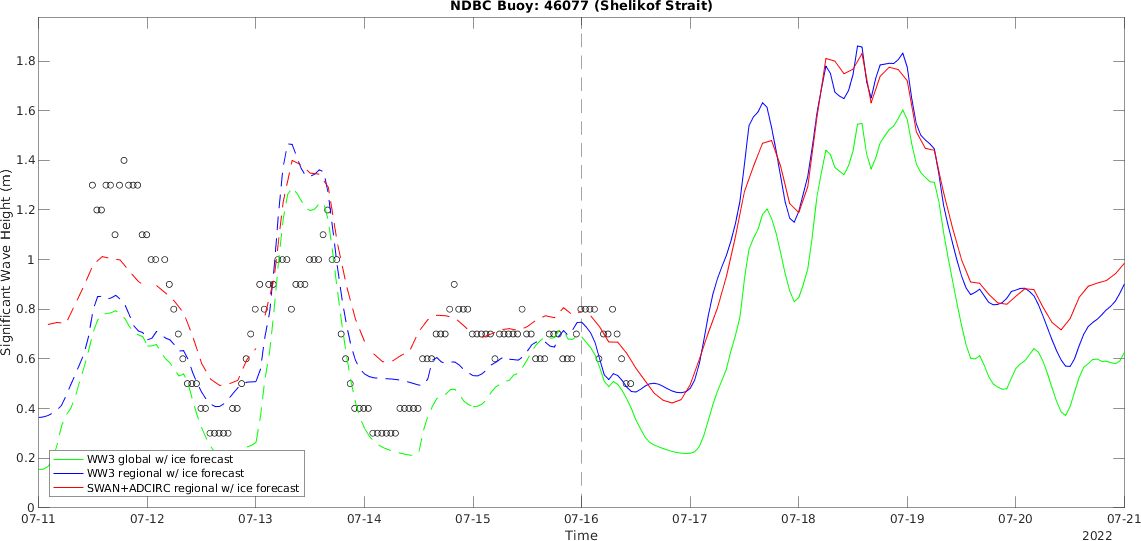 NDBC Buoy: 46077 (Shelikof Strait)
Significant Wave Height (m)
1.8
1.6
1.4
1.2
1
0.8
0.6
0.4
0.2
0
WW3 global w/ ice forecast
WW3 regional w/ ice forecast
SWAN+ADCIRC regional w/ ice forecast
07-11 07-12 07-13 07-14 07-15 07-16 07-17 07-18 07-19 07-20 07-21
Time
2022